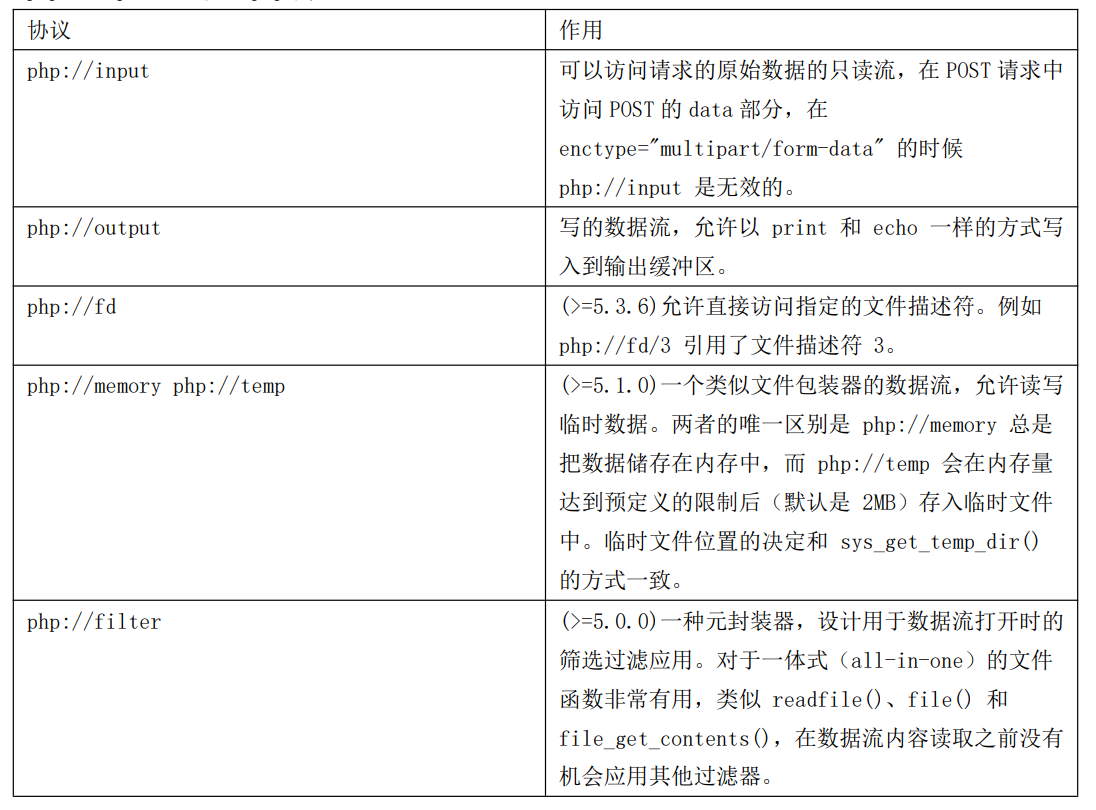 协议
作用
php://input
可以访问请求的原始数据的只读流，在POST请求中
访问POST的data部分，在
enctype="multipart/form-data" 的时候
php://input 是无效的。
php://output
写的数据流，允许以 print 和 echo 一样的方式写
入到输出缓冲区。
php://fd
(>=5.3.6)允许直接访问指定的文件描述符。例如
php://fd/3 引用了文件描述符 3。
php://memory php://temp
(>=5.1.0)一个类似文件包装器的数据流，允许读写
临时数据。两者的唯一区别是 php://memory 总是
把数据储存在内存中，而 php://temp 会在内存量
达到预定义的限制后（默认是 2MB）存入临时文件
中。临时文件位置的决定和 sys_get_temp_dir()
的方式一致。
php://filter
(>=5.0.0)一种元封装器，设计用于数据流打开时的
筛选过滤应用。对于一体式（all-in-one）的文件
函数非常有用，类似 readfile()、file() 和
file_get_contents()，在数据流内容读取之前没有
机会应用其他过滤器。